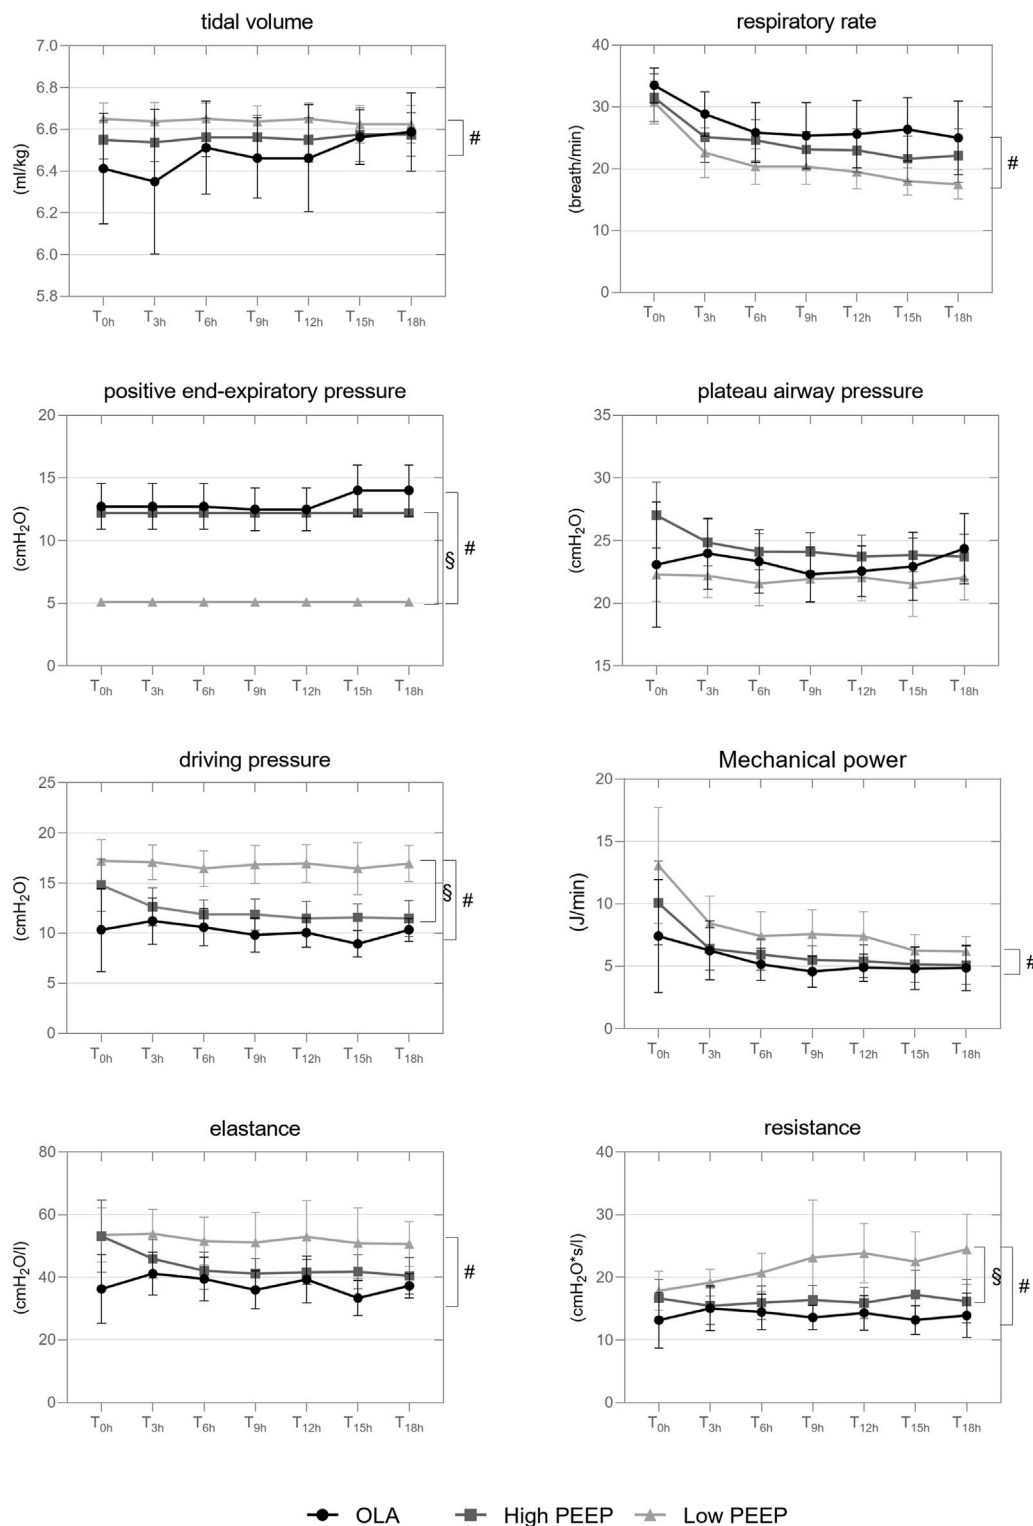 tidal volume
7.0
6.8
6.6
6.4
6.2
6.0
5.8
(ml/kg)
T0h T3h T6h T9h T12h T15h T18h
#
respiratory rate
40
30
20
10
0
(breath/min)
T0h T3h T6h T9h T12h T15h T18h
#
positive end-expiratory pressure
20
15
10
5
0
(cmH2O)
T0h T3h T6h T9h T12h T15h T18h
§ #
plateau airway pressure
35
30
25
20
15
(cmH2O)
T0h T3h T6h T9h T12h T15h T18h
driving pressure
25
20
15
10
5
0
(cmH2O)
T0h T3h T6h T9h T12h T15h T18h
§ #
Mechanical power
20
15
10
5
0
(J/min)
T0h T3h T6h T9h T12h T15h T18h
#
elastance
80
60
40
20
0
(cmH2O/l)
T0h T3h T6h T9h T12h T15h T18h
#
resistance
40
30
20
10
0
(cmH2O*s/l)
T0h T3h T6h T9h T12h T15h T18h
§ #
OLA High PEEP Low PEEP